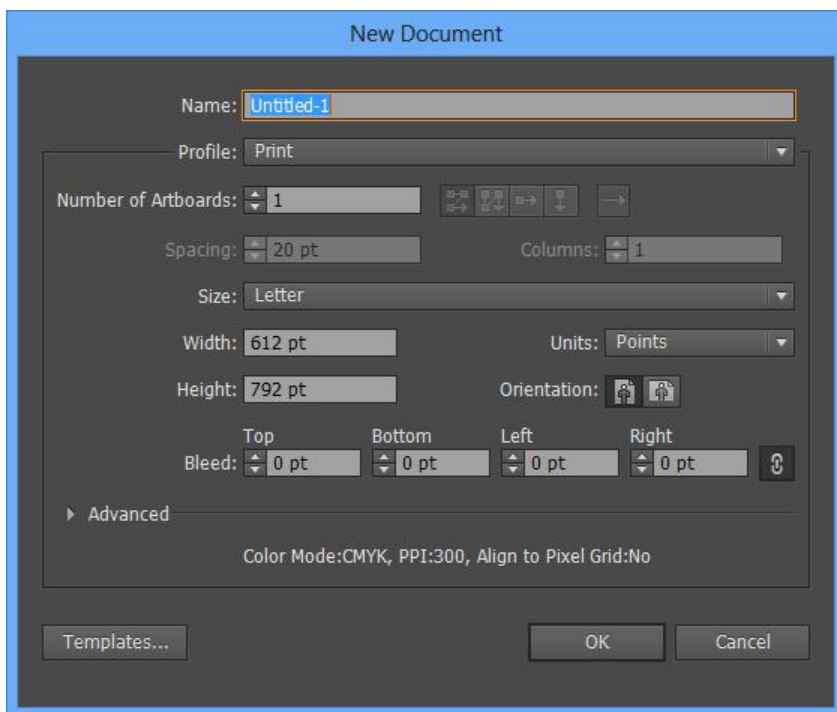 New Document
Name: Untitled-1
Profile: Print
Number of Artboards: 1
Spacing: 20 pt Columns: 1
Size: Letter
Width: 612 pt Units: Points
Height: 792 pt Orientation:
Top Bottom Left Right
Bleed: 0 pt 0 pt 0 pt 0 pt
Advanced
Color Mode:CMYK, PPI:300, Align to Pixel Grid:No
Templates... OK Cancel